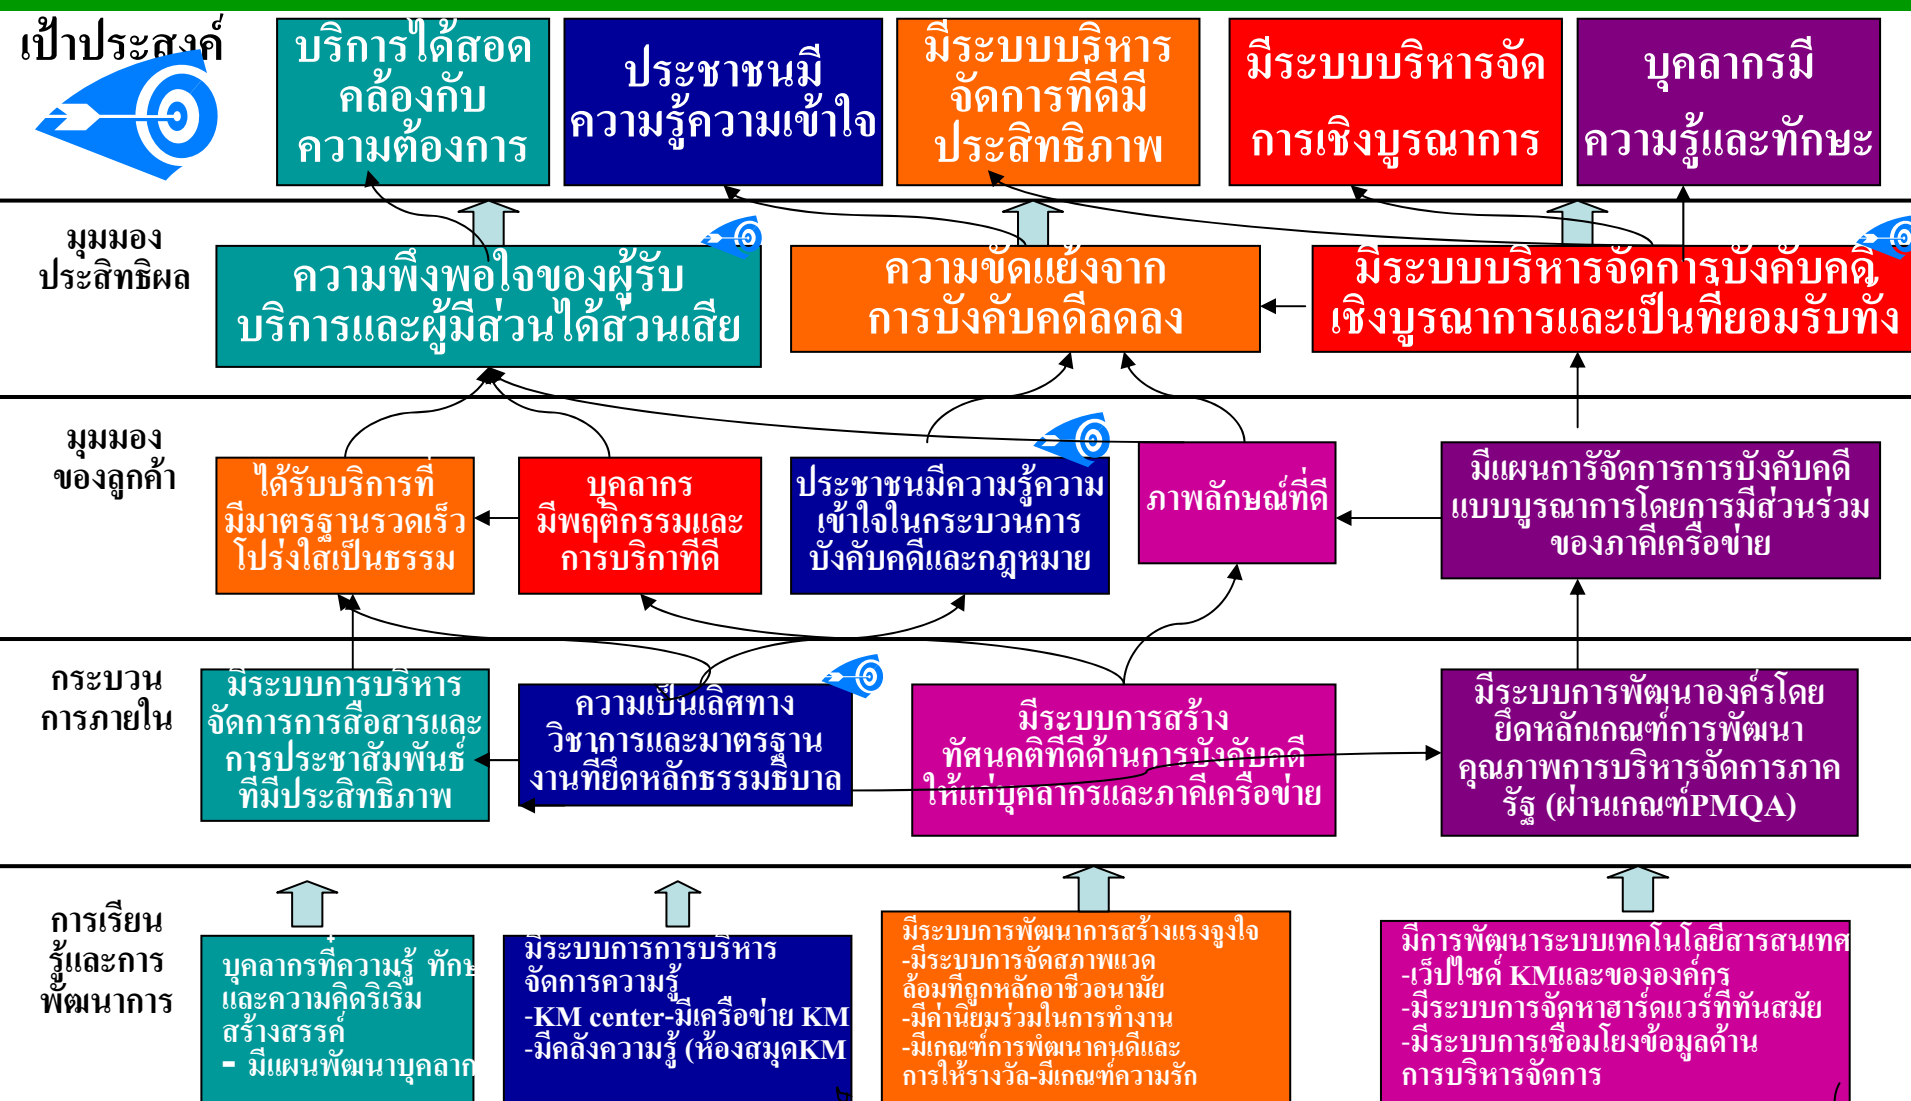 เป้าประสงค์
บริการได้สอด
คล้องกับ
ความต้องการ
ประชาชนมี
ความรู้ความเข้าใจ
มีระบบบริหาร
จัดการที่ดีมี
ประสิทธิภาพ
มีระบบบริหารจัด
การเชิงบูรณาการ
บุคลากรมี
ความรู้และทักษะ
มุมมอง
ประสิทธิผล
ความพึงพอใจของผู้รับ
บริการและผู้มีส่วนได้ส่วนเสีย
ความขัดแย้งจาก
การบังคับคดีลดลง
มีระบบบริหารจัดการบังคับคดี
เชิงบูรณาการและเป็นที่ยอมรับทั้ง
มุมมอง
ของลูกค้า
ได้รับบริการที่
มีมาตรฐานรวดเร็ว
โปร่งใสเป็นธรรม
บุคลากร
มีพฤติกรรมและ
การบริกาที่ดี
ประชาชนมีความรู้ความ
เข้าใจในกระบวนการ
บังคับคดีและกฎหมาย
ภาพลักษณ์ที่ดี
มีแผนการัจัดการการบังคับคดี
แบบบูรณาการโดยการมีส่วนร่วม
ของภาคีเครือข่าย
กระบวน
การภายใน
มีระบบการบริหาร
จัดการการสื่อสารและ
การประชาสัมพันธ์
ที่มีประสิทธิภาพ
ความเป็นเลิศทาง
วิชาการและมาตรฐาน
งานที่ยึดหลักธรรมธิบาล
มีระบบการสร้าง
ทัศนคติที่ดีด้านการบังคับคดี
ให้แก่บุคลากรและภาคีเครือข่าย
มีระบบการพัฒนาองค์รโดย
ยึดหลักเกณฑ์การพัฒนา
คุณภาพการบริหารจัดการภาค
รัฐ (ผ่านเกณฑ์PMQA)
การเรียน
รู้และการ
พัฒนาการ
บุคลากรที่ความรู้ ทักษ
และความคิดริเริ่ม
สร้างสรรค์
- มีแผนพัฒนาบุคลาก
มีระบบการการบริหาร
จัดการความรู้
-KM center-มีเครือข่าย KM
-มีคลังความรู้ (ห้องสมุดKM
มีระบบการพัฒนาการสร้างแรงจูงใจ
-มีระบบการจัดสภาพแวด
ล้อมที่ถูกหลักอาชีวอนามัย
-มีค่านิยมร่วมในการทำงาน
-มีเกณฑ์การพํฒนาคนดีและ
การให้รางวัล-มีเกณฑ์ความรัก
มีการพัฒนาระบบเทคโนโลยีสารสนเทศ
-เว็ปไซด์ KMและขององค์กร
-มีระบบการจัดหาฮาร์ดแวร์ที่ทันสมัย
-มีระบบการเชื่อมโยงข้อมูลด้าน
การบริหารจัดการ